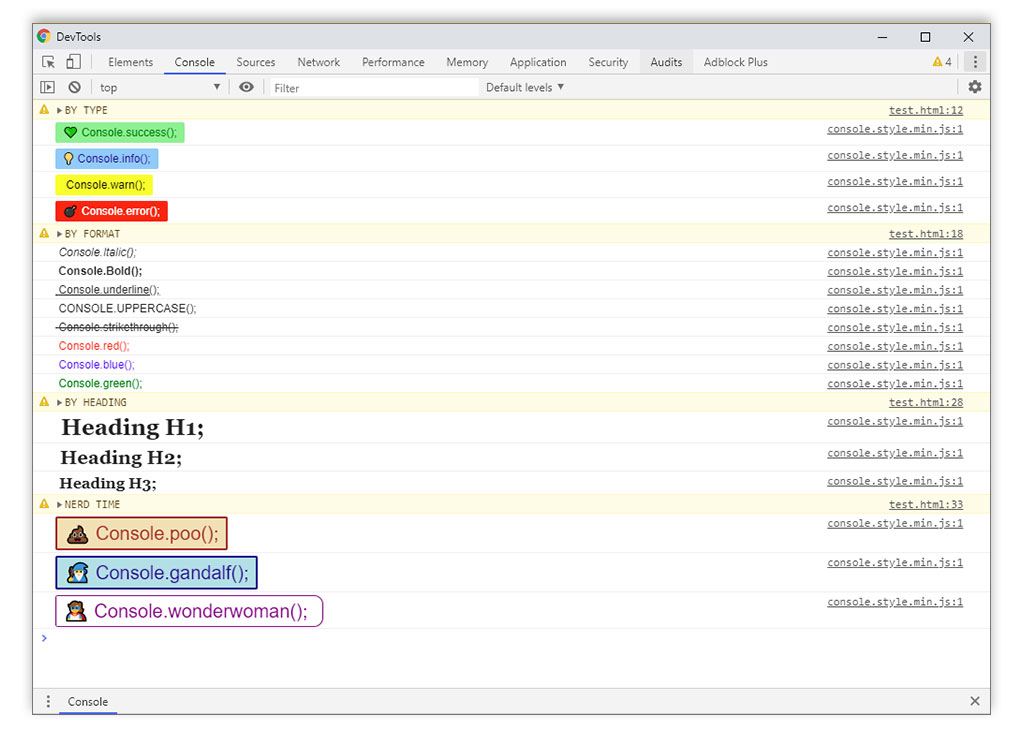 DevTools
Elements Console Sources Network Performance Memory Application Security Audits Adblock Plus 4
top Filter Default levels
BY TYPE test.html:12
Console.success(); console.style.min.js:1
Console.info(); console.style.min.js:1
Console.warn(); console.style.min.js:1
Console.error(); console.style.min.js:1
BY FORMAT test.html:18
Console.Italic(); console.style.min.js:1
Console.Bold(); console.style.min.js:1
Console.underline(); console.style.min.js:1
CONSOLE.UPPERCASE(); console.style.min.js:1
Console.strikethrough(); console.style.min.js:1
Console.red(); console.style.min.js:1
Console.blue(); console.style.min.js:1
Console.green(); console.style.min.js:1
BY HEADING test.html:28
Heading H1; console.style.min.js:1
Heading H2; console.style.min.js:1
Heading H3; console.style.min.js:1
NERD TIME test.html:33
Console.poo(); console.style.min.js:1
Console.gandalf(); console.style.min.js:1
Console.wonderwoman(); console.style.min.js:1
Console